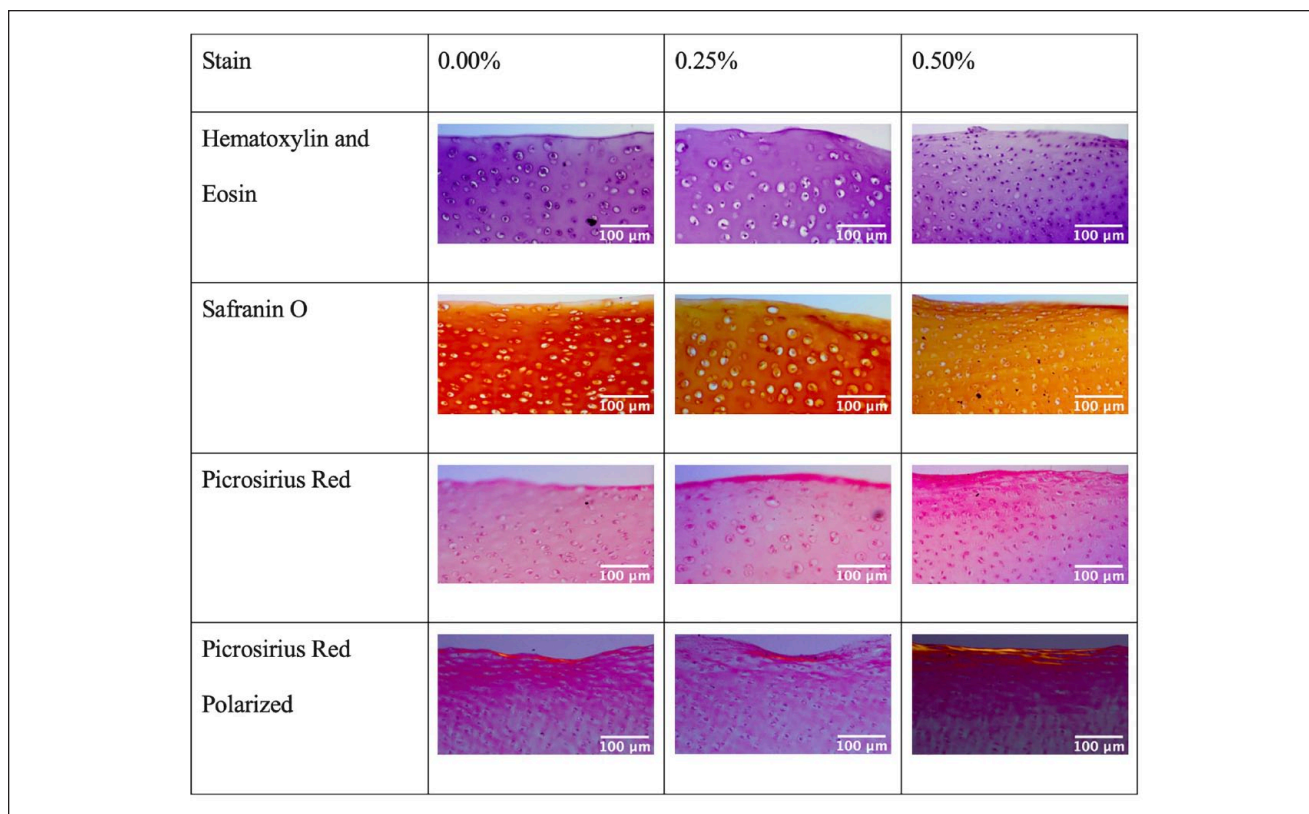 Stain 0.00% 0.25% 0.50%
Hematoxylin and
Eosin
100 µm 100 µm 100 µm
Safranin O
100 µm 100 µm 100 µm
Picrosirius Red
100 µm 100 µm 100 µm
Picrosirius Red
Polarized
100 µm 100 µm 100 µm